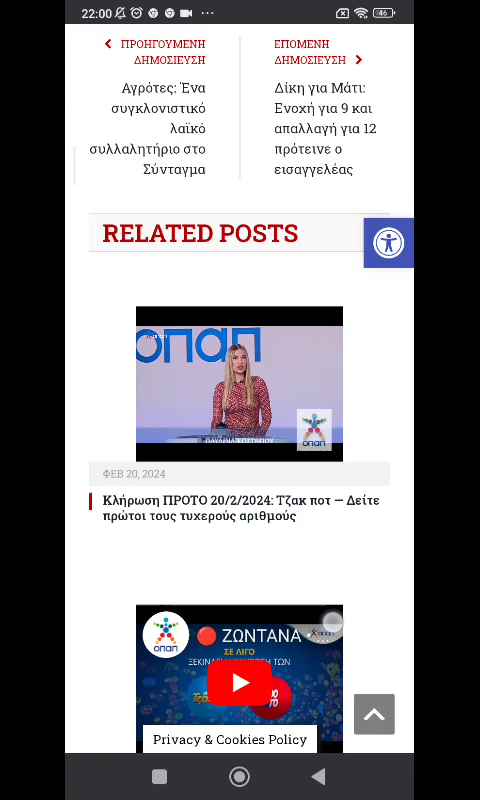 22:00
46
ΠΡΟΗΓΟΥΜΕΝΗ
ΔΗΜΟΣΙΕΥΣΗ
Αγρότες: Ένα
συγκλονιστικό
λαϊκό
συλλαλητήριο στο
Σύνταγμα
ΕΠΟΜΕΝΗ
ΔΗΜΟΣΙΕΥΣΗ
Δίκη για Μάτι:
Ενοχή για 9 και
απαλλαγή για 12
πρότεινε ο
εισαγγελέας
RELATED POSTS
οπαπ
οπαπ
ΦΕΒ 20, 2024
Κλήρωση ΠΡΟΤΟ 20/2/2024: Τζακ ποτ – Δείτε
πρώτοι τους τυχερούς αριθμούς
οπαπ
ΖΩΝΤΑΝΑ
ΣΕ ΛΙΓΟ
Privacy & Cookies Policy